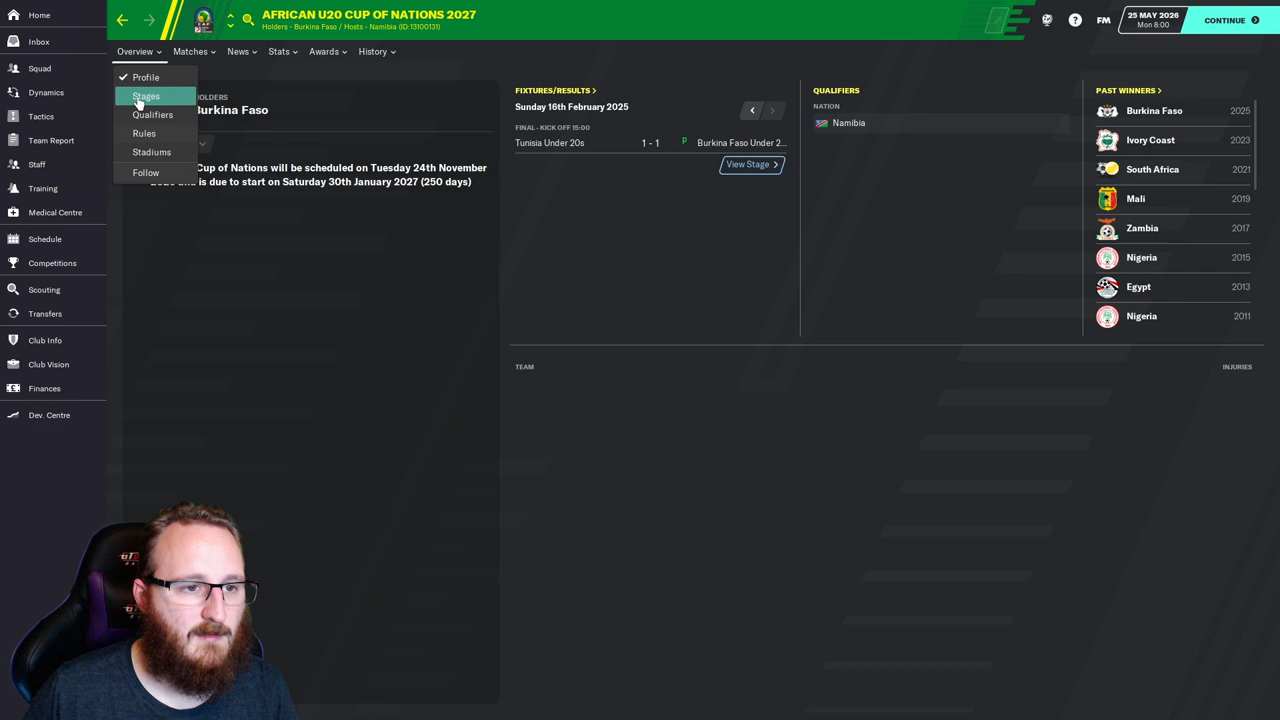 Home
Inbox
Squad
Dynamics
Tactics
Team Report
Staff
Training
Medical Centre
Schedule
Competitions
Scouting
Transfers
Club Info
Club Vision
Finances
Dev. Centre
AFRICAN U20 CUP OF NATIONS 2027
Holders - Burkina Faso / Hosts - Namibia (ID:13100131)
FM
25 MAY 2026
Mon 8:00
CONTINUE
Overview
Matches
News
Stats
Awards
History
Profile
Stages
Qualifiers
Rules
Stadiums
Follow
HOLDERS
Burkina Faso
Cup of Nations will be scheduled on Tuesday 24th November
is due to start on Saturday 30th January 2027 (250 days)
FIXTURES/RESULTS
Sunday 16th February 2025
FINAL - KICK OFF 15:00
Tunisia Under 20s 1 - 1 p Burkina Faso Under 2...
View Stage
TEAM INJURIES
QUALIFIERS
NATION
Namibia
PAST WINNERS
Burkina Faso 2025
Ivory Coast 2023
South Africa 2021
Mali 2019
Zambia 2017
Nigeria 2015
Egypt 2013
Nigeria 2011